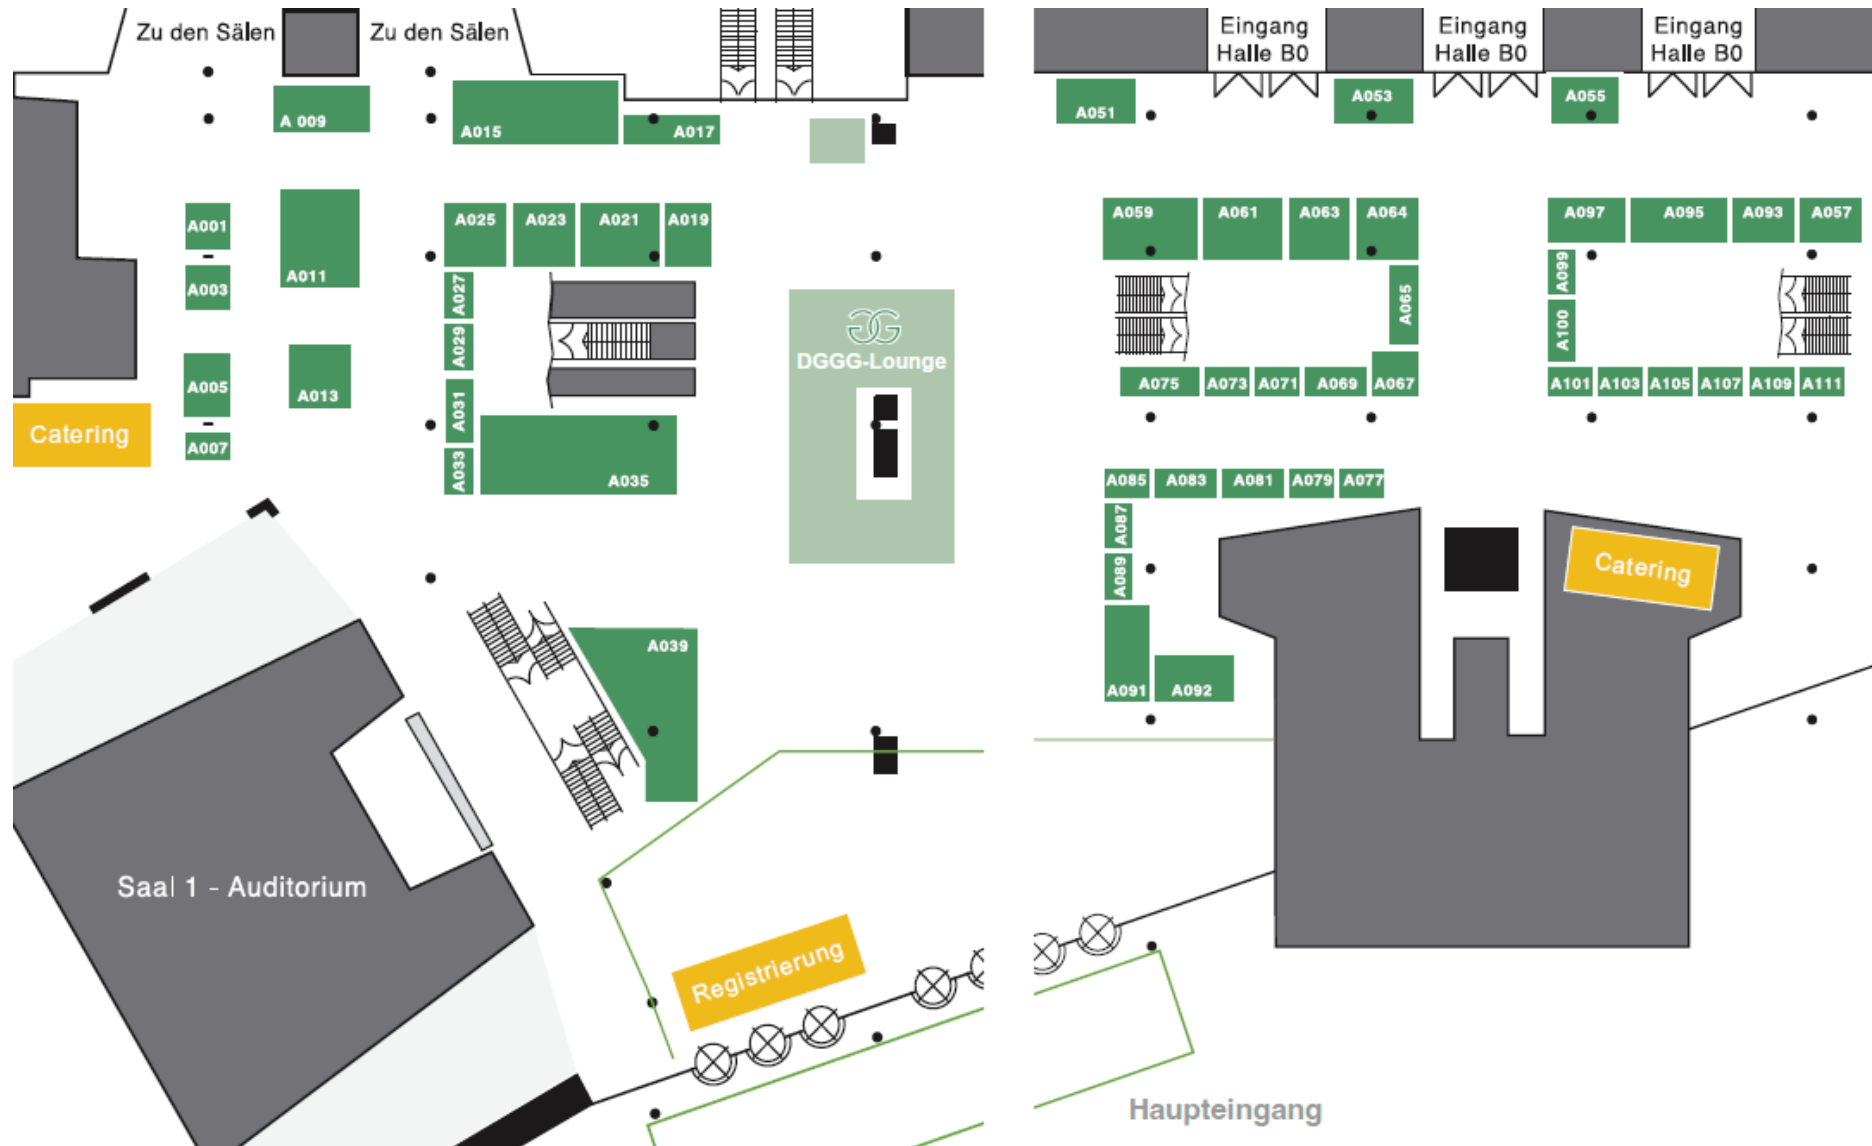 Zu den Sälen
Zu den Sälen
A 009
A015
A017
A001
A003
A011
A025
A023
A021
A019
A027
A029
A031
A033
A005
A013
A007
A035
Catering
DGGG-Lounge
A039
Saal 1 - Auditorium
Registrierung
Eingang
Halle B0
Eingang
Halle B0
Eingang
Halle B0
A051
A053
A055
A059
A061
A063
A064
A065
A075
A073
A071
A069
A067
A097
A095
A093
A057
A099
A100
A101
A103
A105
A107
A109
A111
A085
A083
A081
A079
A077
A087
A089
A091
A092
Catering
Haupteingang